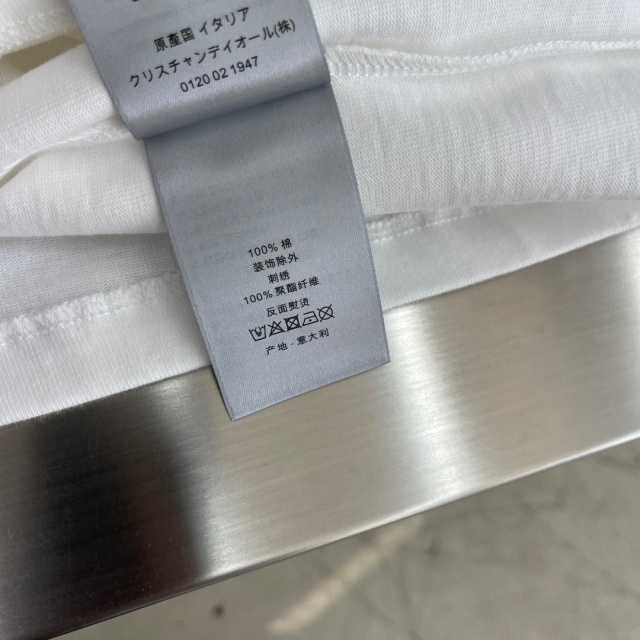 原産国 イタリア
クリスチャンディオール(株)
0120 02 1947
100% 棉
装饰除外
刺绣
100% 聚酯纤维
反面熨烫
产地 : 意大利